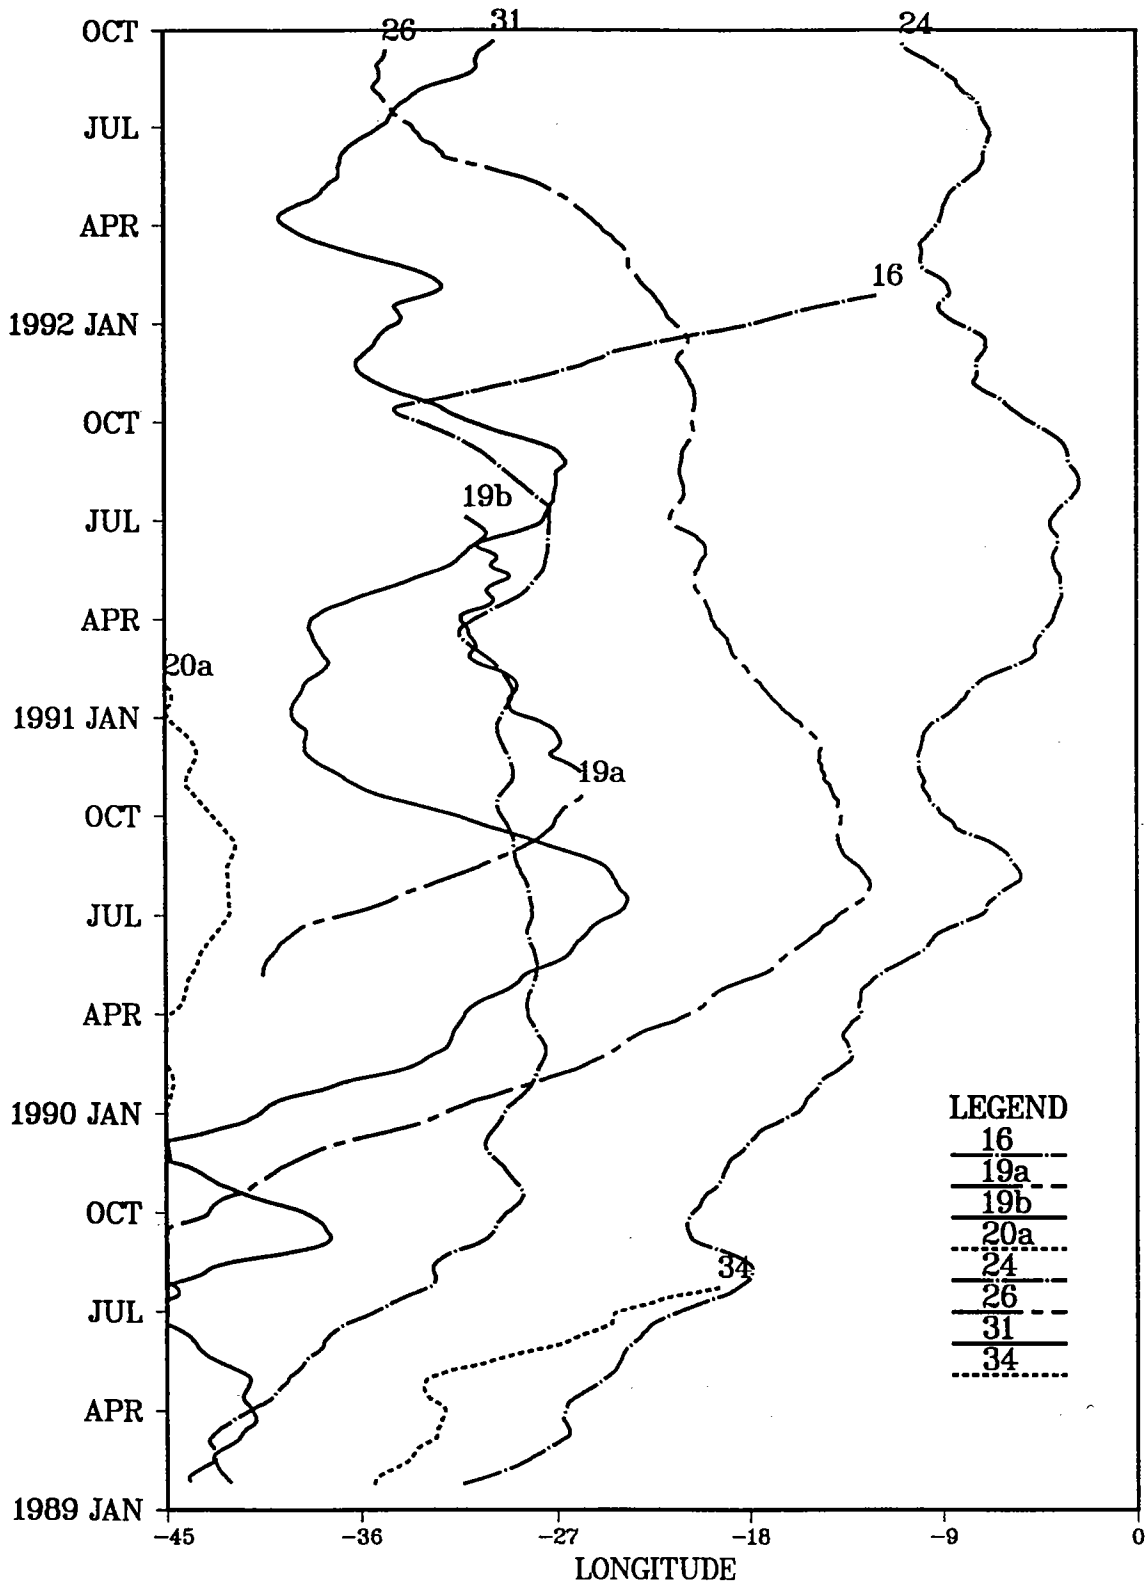 OCT
26
31
24
JUL
APR
16
1992 JAN
OCT
19b
JUL
APR
20a
1991 JAN
19a
OCT
JUL
APR
1990 JAN
LEGEND
16
19a
19b
20a
24
26
31
34
OCT
34
JUL
APR
1989 JAN
-45
-36
-27
-18
-9
0
LONGITUDE